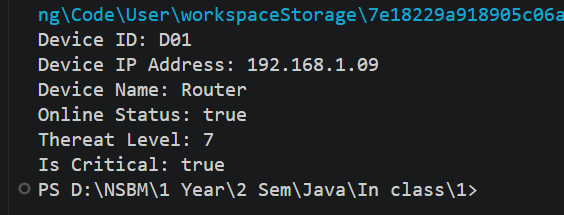 ng\Code\User\workspaceStorage\7e18229a918905c06a
Device ID: D01
Device IP Address: 192.168.1.09
Device Name: Router
Online Status: true
Thereat Level: 7
Is Critical: true
PS D:\NSBM\1 Year\2 Sem\Java\In class\1>